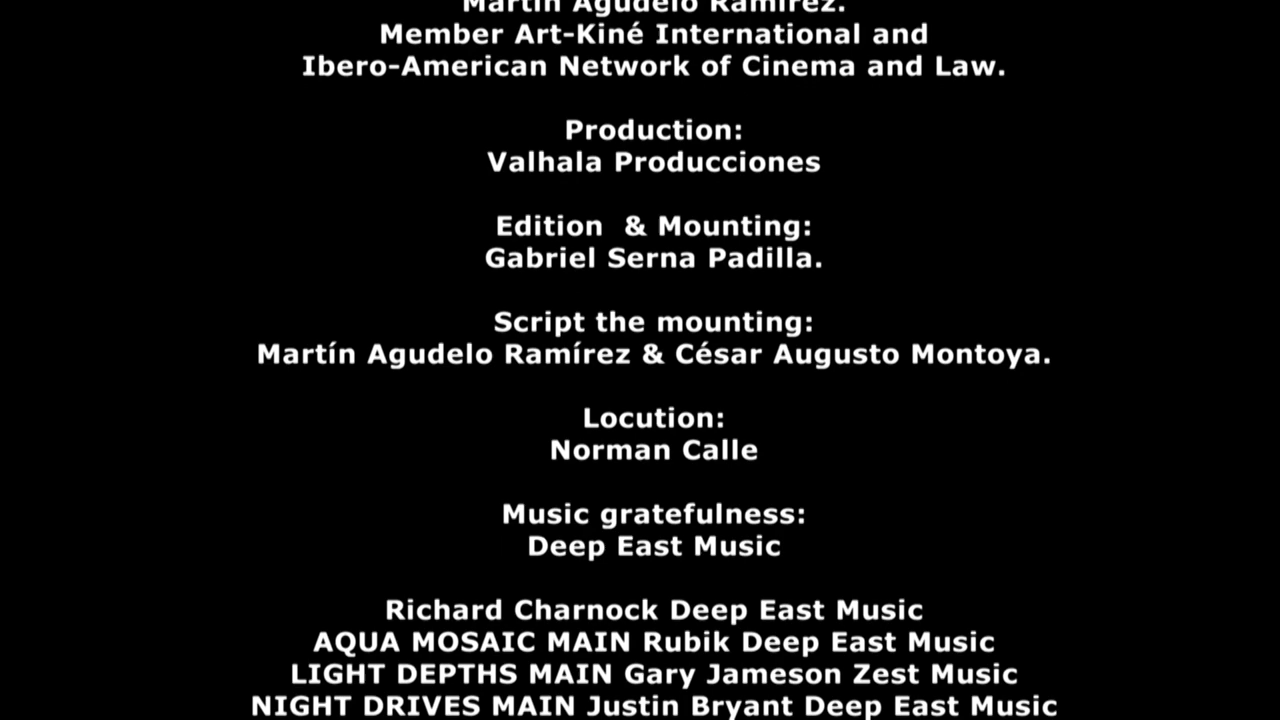 Martín Agudelo Ramírez.
Member Art-Kiné International and
Ibero-American Network of Cinema and Law.
Production:
Valhala Producciones
Edition  & Mounting:
Gabriel Serna Padilla.
Script the mounting:
Martín Agudelo Ramírez & César Augusto Montoya.
Locution:
Norman Calle
Music gratefulness:
Deep East Music
Richard Charnock Deep East Music
AQUA MOSAIC MAIN Rubik Deep East Music
LIGHT DEPTHS MAIN Gary Jameson Zest Music
NIGHT DRIVES MAIN Justin Bryant Deep East Music